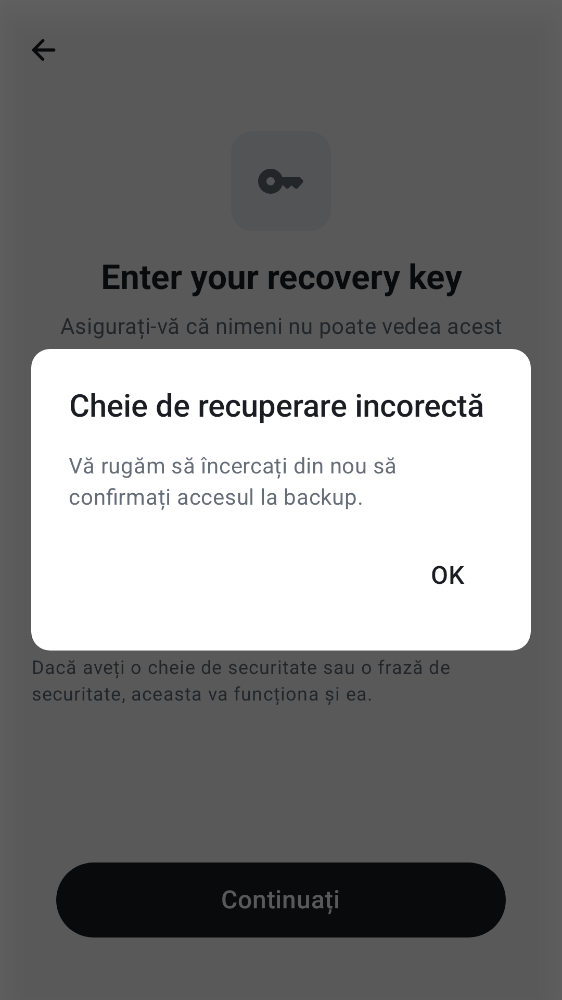 Enter your recovery key
Asigurați-vă că nimeni nu poate vedea acest
Cheie de recuperare incorectă
Vă rugăm să încercați din nou să
confirmați accesul la backup.
OK
Dacă aveți o cheie de securitate sau o frază de
securitate, aceasta va funcționa și ea.
Continuați